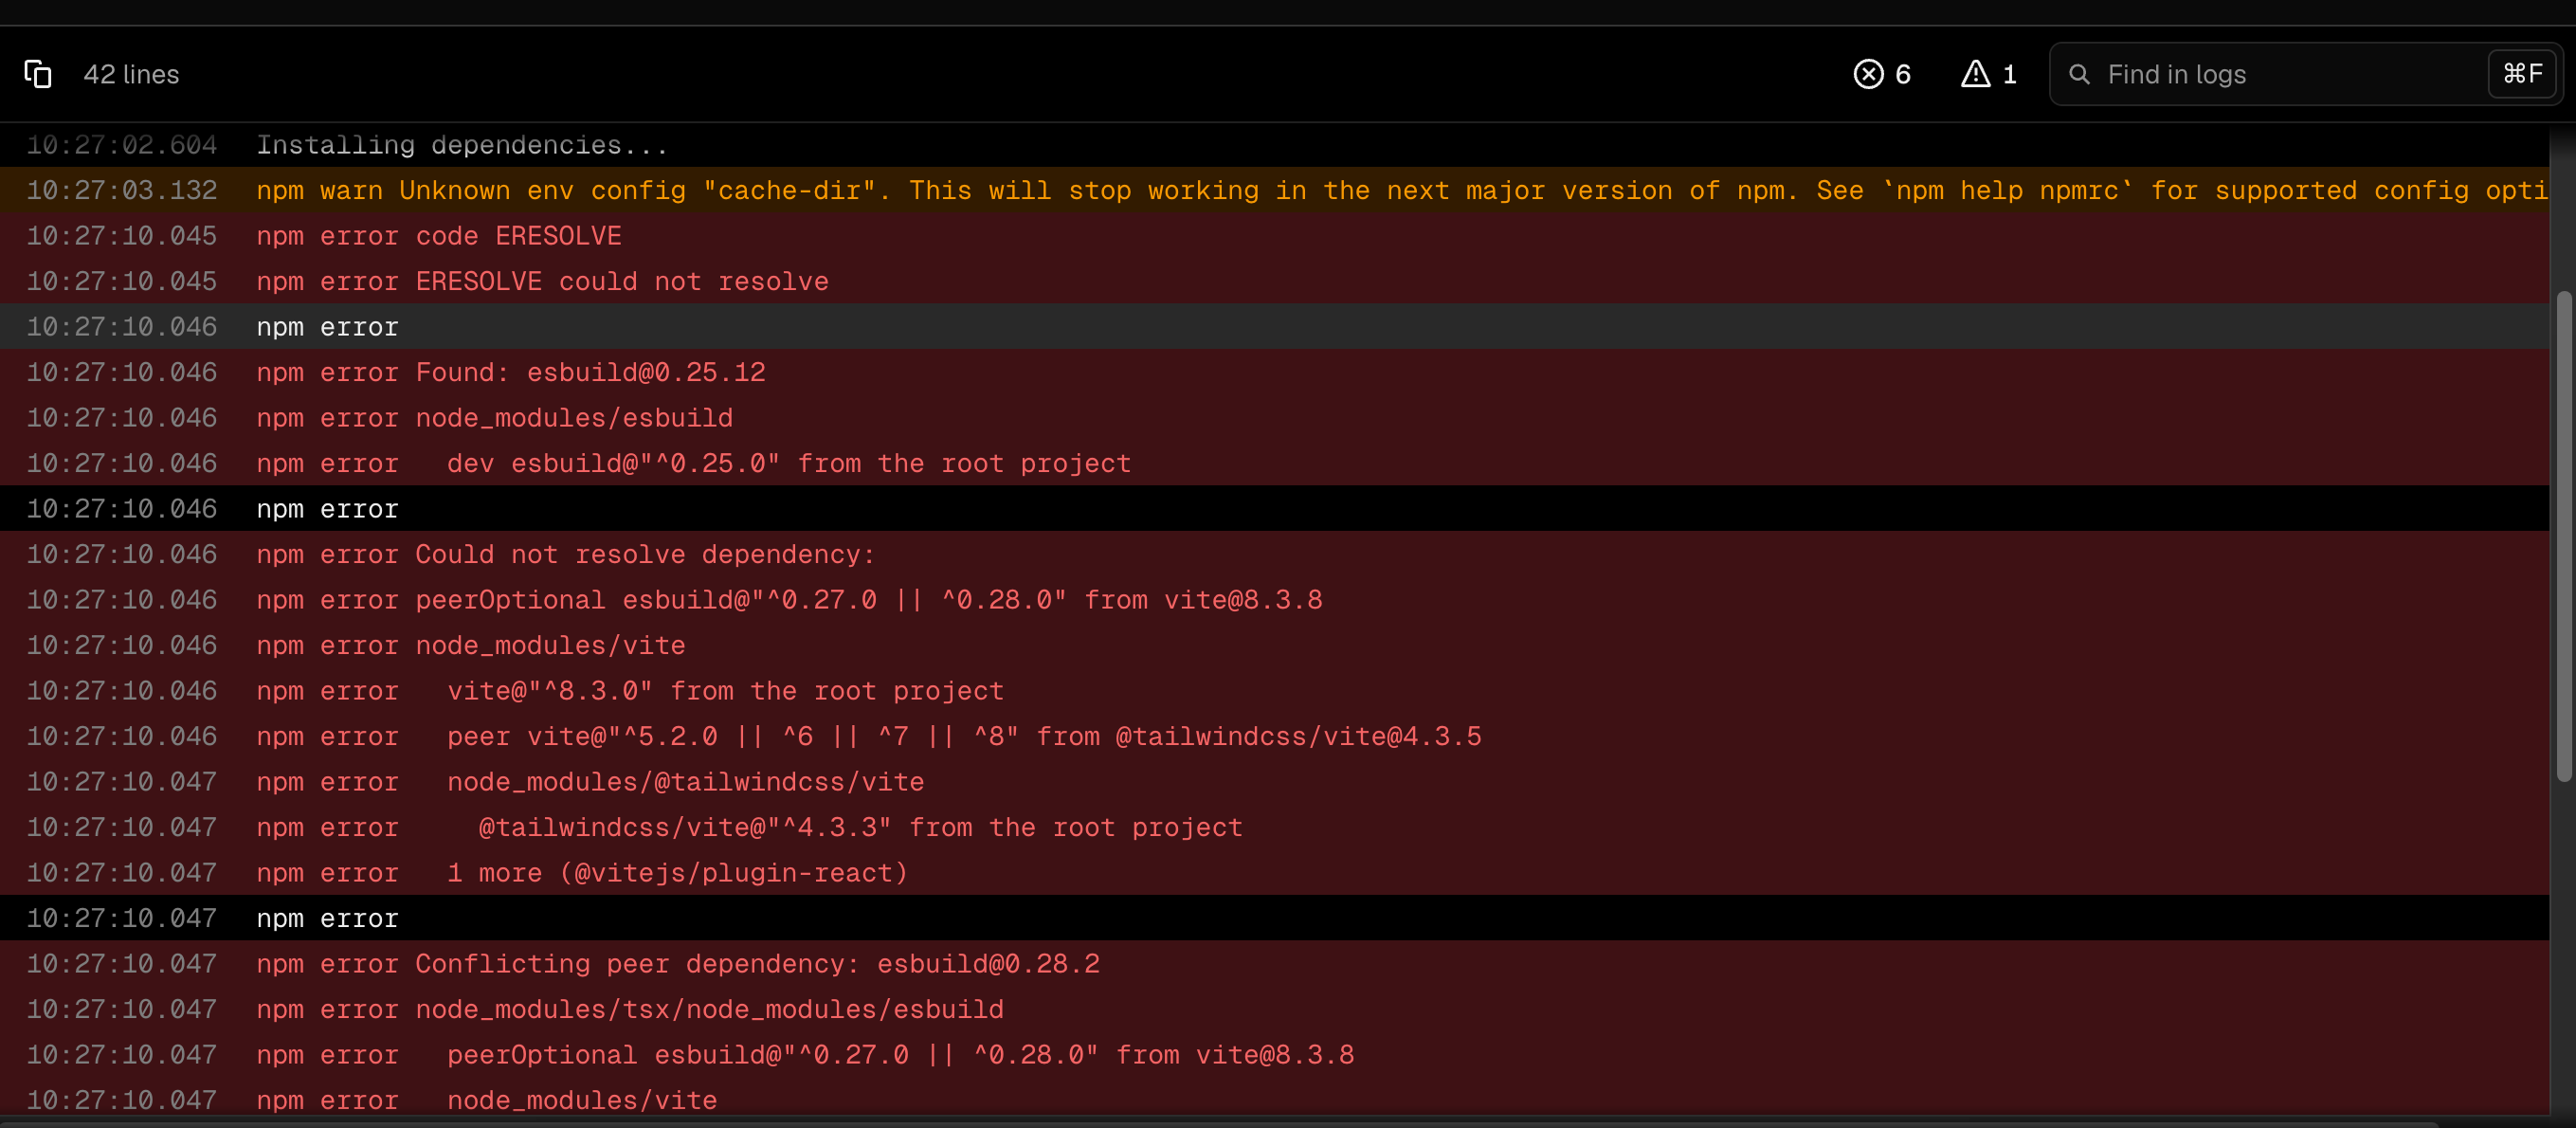 42 lines
6
1
Find in logs
⌘F
10:27:02.604 Installing dependencies...
10:27:03.132 npm warn Unknown env config "cache-dir". This will stop working in the next major version of npm. See `npm help npmrc` for supported config opti
10:27:10.045 npm error code ERESOLVE
10:27:10.045 npm error ERESOLVE could not resolve
10:27:10.046 npm error
10:27:10.046 npm error Found: esbuild@0.25.12
10:27:10.046 npm error node_modules/esbuild
10:27:10.046 npm error   dev esbuild@"^0.25.0" from the root project
10:27:10.046 npm error
10:27:10.046 npm error Could not resolve dependency:
10:27:10.046 npm error peerOptional esbuild@"^0.27.0 || ^0.28.0" from vite@8.3.8
10:27:10.046 npm error node_modules/vite
10:27:10.046 npm error   vite@"^8.3.0" from the root project
10:27:10.046 npm error   peer vite@"^5.2.0 || ^6 || ^7 || ^8" from @tailwindcss/vite@4.3.5
10:27:10.047 npm error   node_modules/@tailwindcss/vite
10:27:10.047 npm error     @tailwindcss/vite@"^4.3.3" from the root project
10:27:10.047 npm error   1 more (@vitejs/plugin-react)
10:27:10.047 npm error
10:27:10.047 npm error Conflicting peer dependency: esbuild@0.28.2
10:27:10.047 npm error node_modules/tsx/node_modules/esbuild
10:27:10.047 npm error   peerOptional esbuild@"^0.27.0 || ^0.28.0" from vite@8.3.8
10:27:10.047 npm error   node_modules/vite